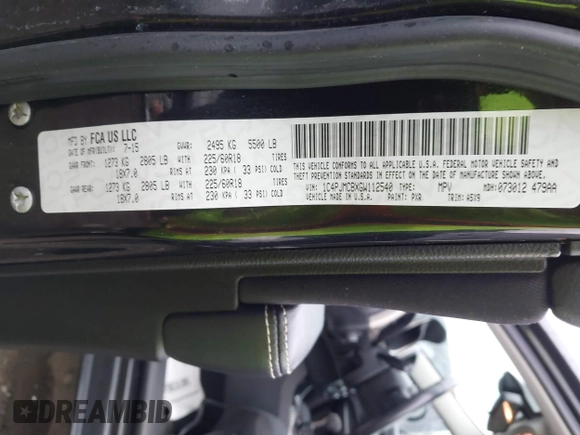 MFD BY FCA US LLC
DATE OF MFR(BUILD): 7-15 GVWR: 2495 KG 5500 LB
GAWR FRONT: 1273 KG 2805 LB WITH 225/60R18 TIRES
18X7.0 RIMS AT 230 KPA ( 33 PSI) COLD
GAWR REAR: 1273 KG 2805 LB WITH 225/60R18 TIRES
18X7.0 RIMS AT 230 KPA ( 33 PSI) COLD
THIS VEHICLE CONFORMS TO ALL APPLICABLE U.S.A. FEDERAL MOTOR VEHICLE SAFETY, BUMPER AND
THEFT PREVENTION STANDARDS IN EFFECT ON THE DATE OF MANUFACTURE SHOWN ABOVE.
VIN: 1C4PJMCBXGW112540 TYPE: MPV MDH: 073012 479AA
VEHICLE MADE IN U.S.A. PAINT: PXR TRIM: A5X9
DREAMBID